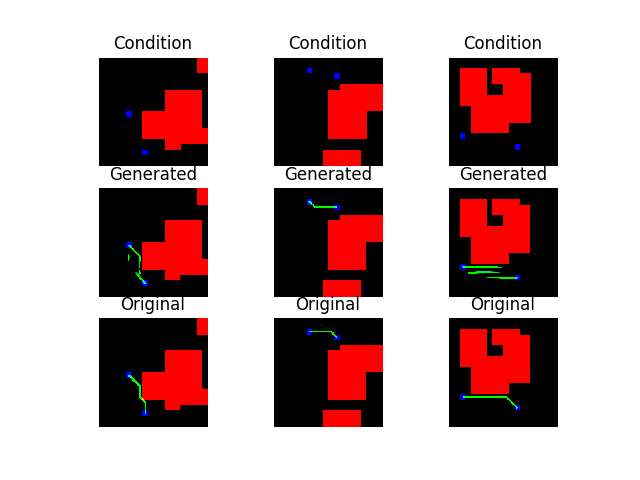 Condition Condition Condition
Generated Generated Generated
Original Original Original